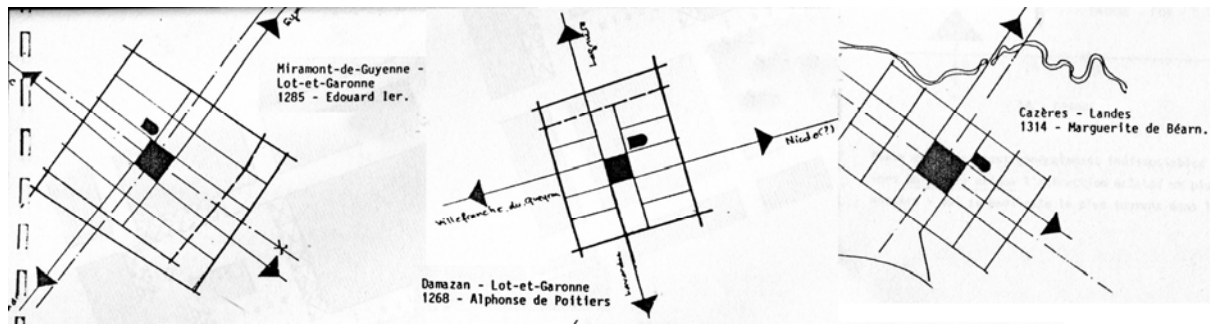 Miramont-de-Guyenne -
Lot-et-Garonne
1285 - Edouard Ier.
Nicole(?)
Villefranche du Queyran
Damazan - Lot-et-Garonne
1268 - Alphonse de Poitiers
Cazères - Landes
1314 - Marguerite de Béarn.